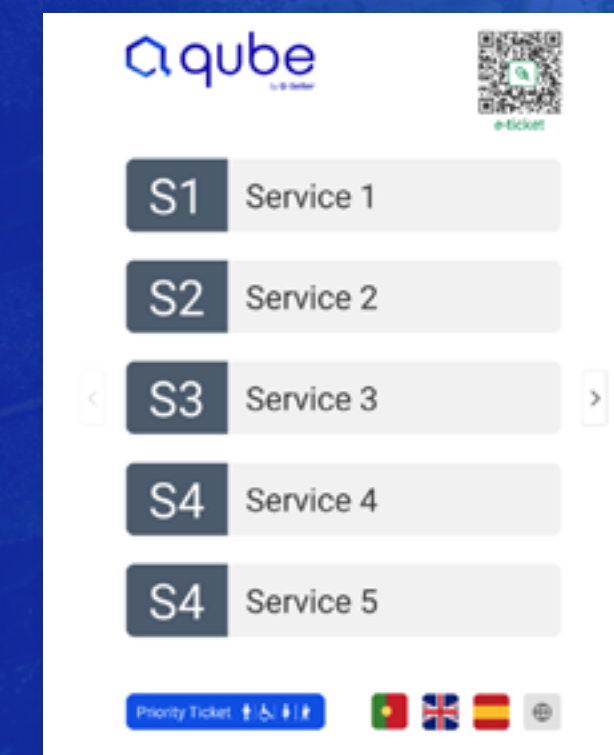 qube
e-ticket
S1 Service 1
S2 Service 2
S3 Service 3
S4 Service 4
S4 Service 5
Priority Ticket